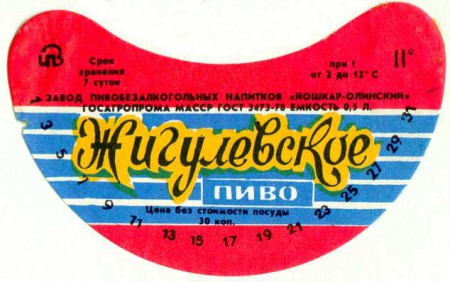 Срок
хранения
7 суток
при t
от 2 до 12°С
11°
ЗАВОД ПИВОБЕЗАЛКОГОЛЬНЫХ НАПИТКОВ «ЙОШКАР-ОЛИНСКИЙ»
ГОСАГРОПРОМА МАССР ГОСТ 3473-78 ЕМКОСТЬ 0,5 Л.
Жигулевское
ПИВО
Цена без стоимости посуды
30 коп.
1 3 5 7 9 11 13 15 17 19 21 23 25 27 29 31